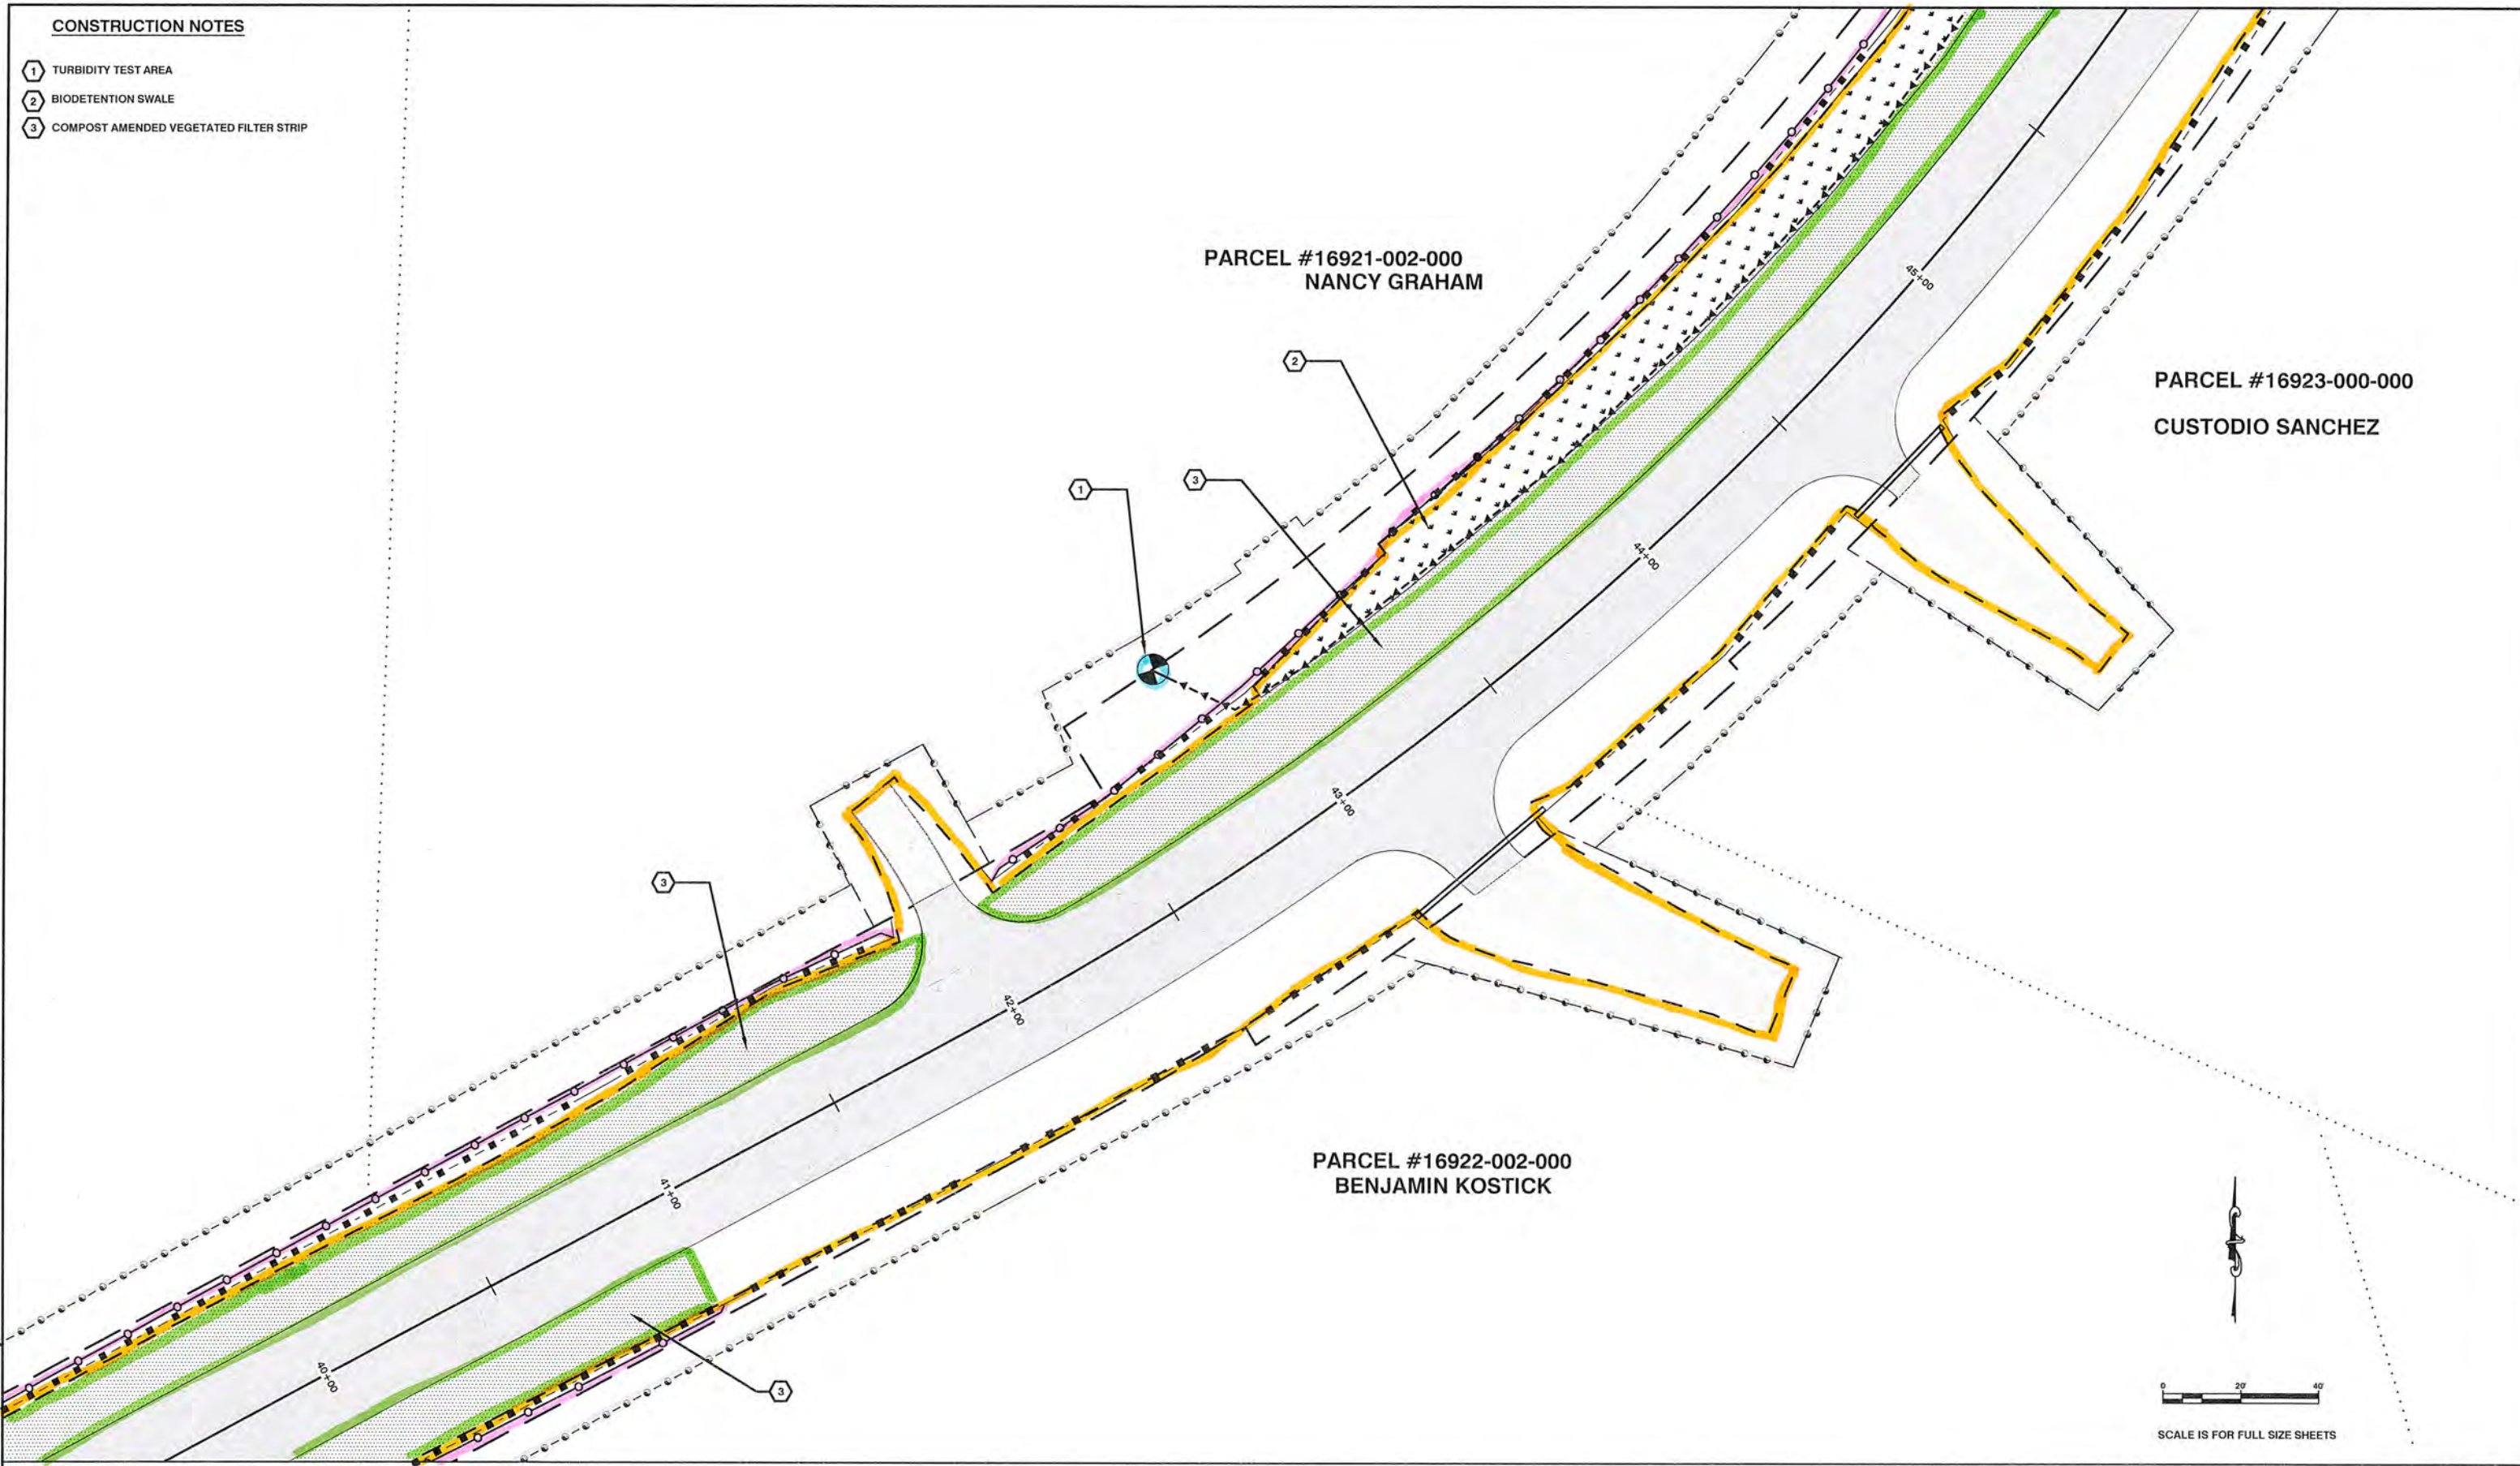 CONSTRUCTION NOTES
1 TURBIDITY TEST AREA
2 BIODETENTION SWALE
3 COMPOST AMENDED VEGETATED FILTER STRIP
PARCEL #16921-002-000
NANCY GRAHAM
45+00
2
PARCEL #16923-000-000
CUSTODIO SANCHEZ
3
1
44+00
43+00
3
42+00
PARCEL #16922-002-000
BENJAMIN KOSTICK
41+00
40+00
3
0 20' 40'
SCALE IS FOR FULL SIZE SHEETS